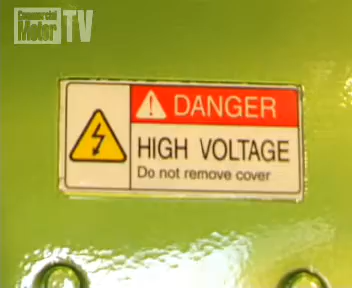 Commercial
Motor TV
DANGER
HIGH VOLTAGE
Do not remove cover